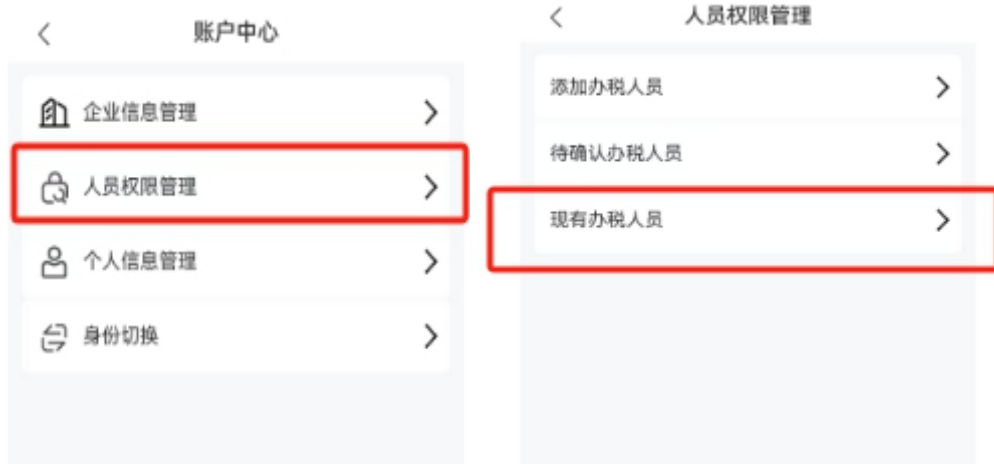 账户中心
企业信息管理
人员权限管理
个人信息管理
身份切换
人员权限管理
添加办税人员
待确认办税人员
现有办税人员